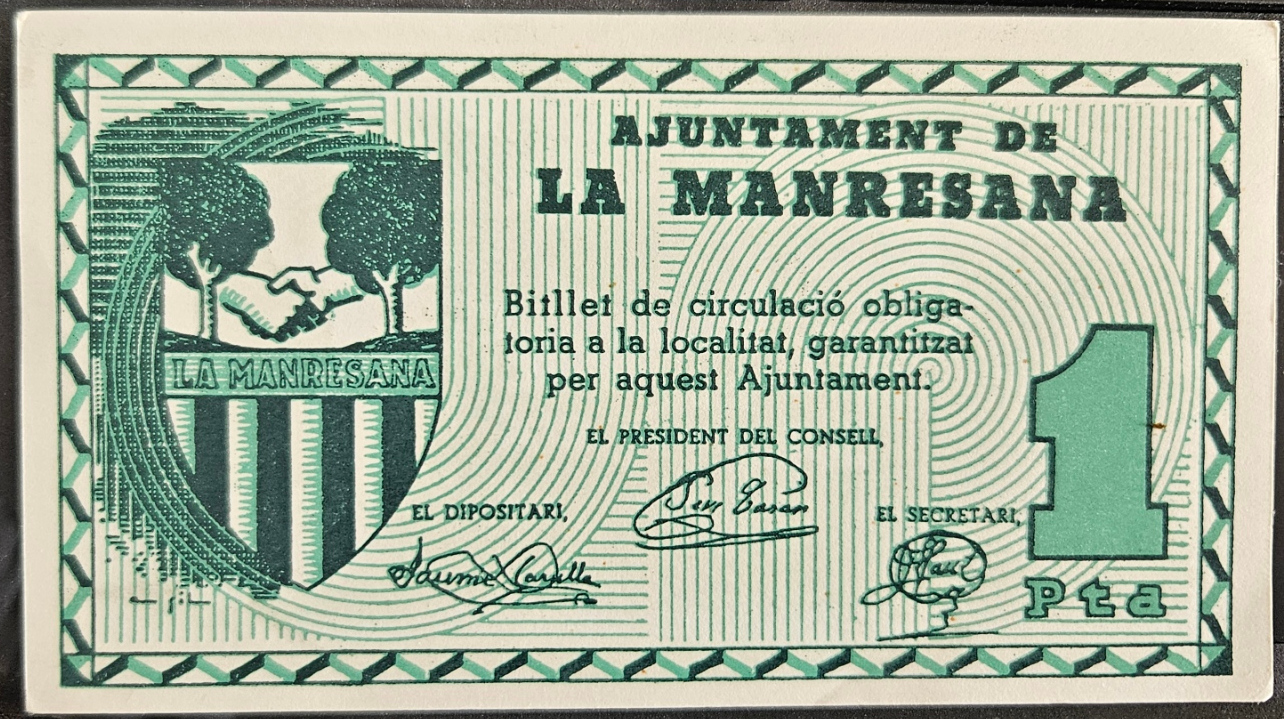 AJUNTAMENT DE
LA MANRESANA
Bitllet de circulació obliga-
toria a la localitat, garantitzat
per aquest Ajuntament.
EL PRESIDENT DEL CONSELL,
LA MANRESANA
EL DIPOSITARI,
EL SECRETARI,
Jaume
1
Pta